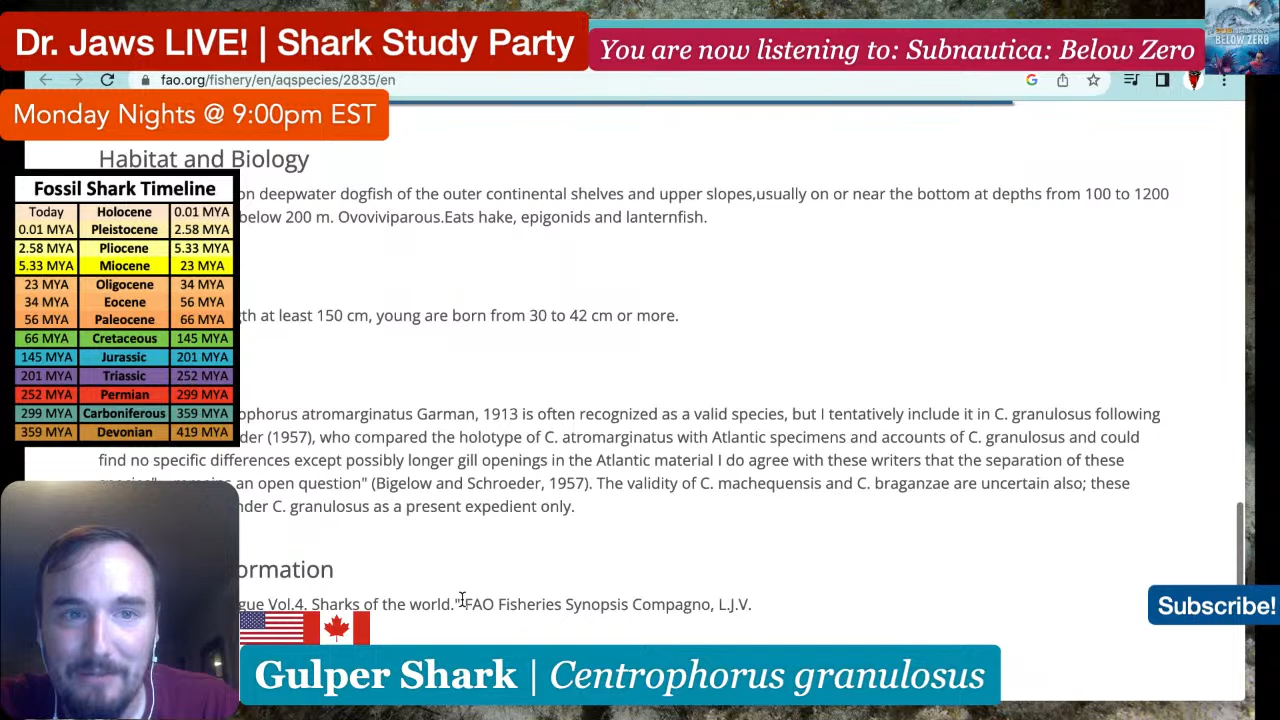 Dr. Jaws LIVE! | Shark Study Party
You are now listening to: Subnautica: Below Zero
BELOW ZERO
fao.org/fishery/en/aqspecies/2835/en
Monday Nights @ 9:00pm EST
Habitat and Biology
on deepwater dogfish of the outer continental shelves and upper slopes,usually on or near the bottom at depths from 100 to 1200
below 200 m. Ovoviviparous.Eats hake, epigonids and lanternfish.
Fossil Shark Timeline
Today Holocene 0.01 MYA
0.01 MYA Pleistocene 2.58 MYA
2.58 MYA Pliocene 5.33 MYA
5.33 MYA Miocene 23 MYA
23 MYA Oligocene 34 MYA
34 MYA Eocene 56 MYA
56 MYA Paleocene 66 MYA
66 MYA Cretaceous 145 MYA
145 MYA Jurassic 201 MYA
201 MYA Triassic 252 MYA
252 MYA Permian 299 MYA
299 MYA Carboniferous 359 MYA
359 MYA Devonian 419 MYA
th at least 150 cm, young are born from 30 to 42 cm or more.
ophorus atromarginatus Garman, 1913 is often recognized as a valid species, but I tentatively include it in C. granulosus following
der (1957), who compared the holotype of C. atromarginatus with Atlantic specimens and accounts of C. granulosus and could
find no specific differences except possibly longer gill openings in the Atlantic material I do agree with these writers that the separation of these
an open question" (Bigelow and Schroeder, 1957). The validity of C. machequensis and C. braganzae are uncertain also; these
nder C. granulosus as a present expedient only.
ormation
gue Vol.4. Sharks of the world." FAO Fisheries Synopsis Compagno, L.J.V.
Subscribe!
Gulper Shark | Centrophorus granulosus